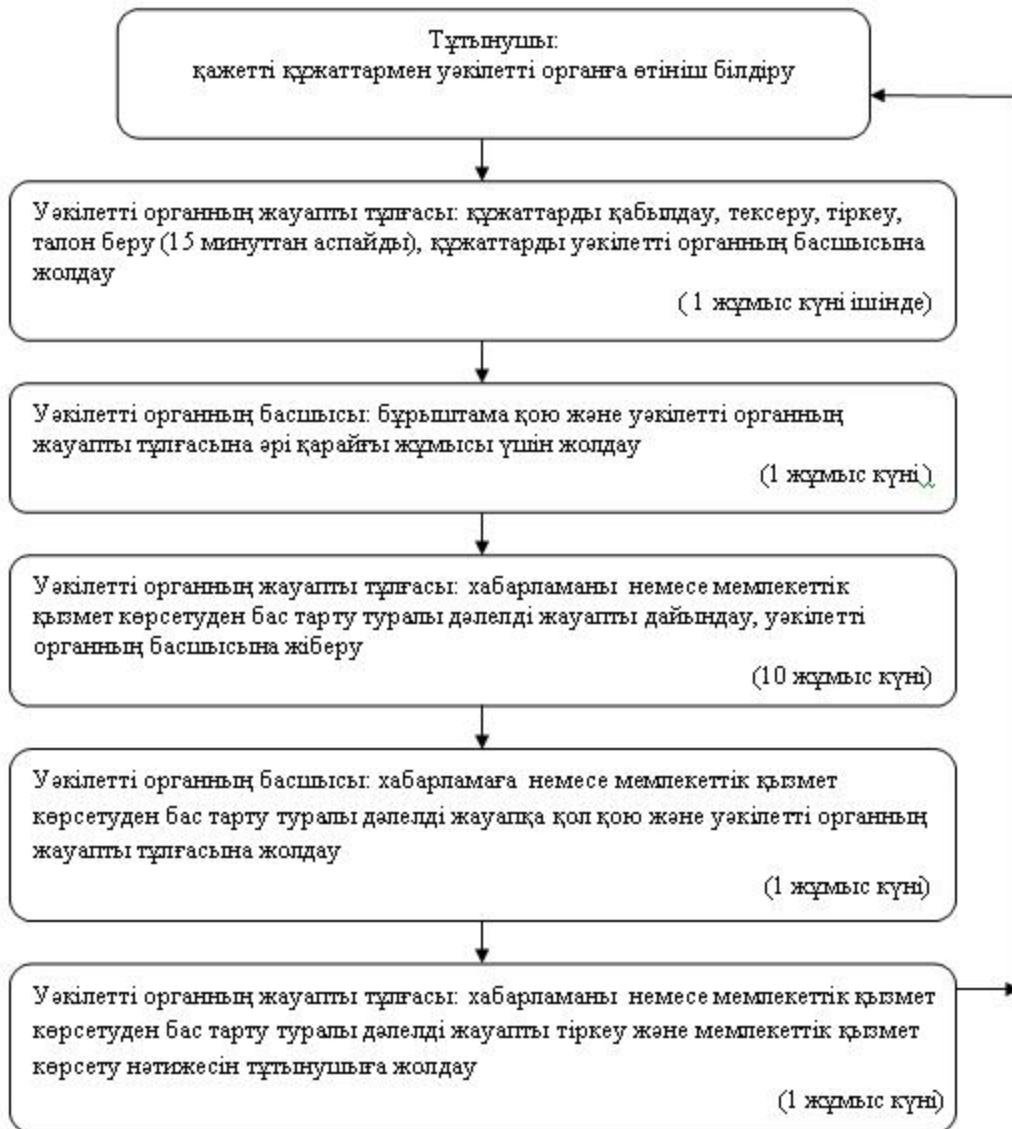 Тұтынушы:
қажетті құжаттармен уәкілетті органға өтініш білдіру
Уәкілетті органның жауапты тұлғасы: құжаттарды қабылдау, тексеру, тіркеу,
талон беру (15 минуттан аспайды), құжаттарды уәкілетті органның басшысына
жолдау
( 1 жұмыс күні ішінде)
Уәкілетті органның басшысы: бұрыштама қою және уәкілетті органның
жауапты тұлғасына әрі қарайғы жұмысы үшін жолдау
(1 жұмыс күні )
Уәкілетті органның жауапты тұлғасы: хабарламаны немесе мемлекеттік
қызмет көрсетуден бас тарту туралы дәлелді жауапты дайындау, уәкілетті
органның басшысына жіберу
(10 жұмыс күні)
Уәкілетті органның басшысы: хабарламаға немесе мемлекеттік қызмет
көрсетуден бас тарту туралы дәлелді жауапқа қол қою және уәкілетті органның
жауапты тұлғасына жолдау
(1 жұмыс күні)
Уәкілетті органның жауапты тұлғасы: хабарламаны немесе мемлекеттік қызмет
көрсетуден бас тарту туралы дәлелді жауапты тіркеу және мемлекеттік қызмет
көрсету нәтижесін тұтынушыға жолдау
(1 жұмыс күні)